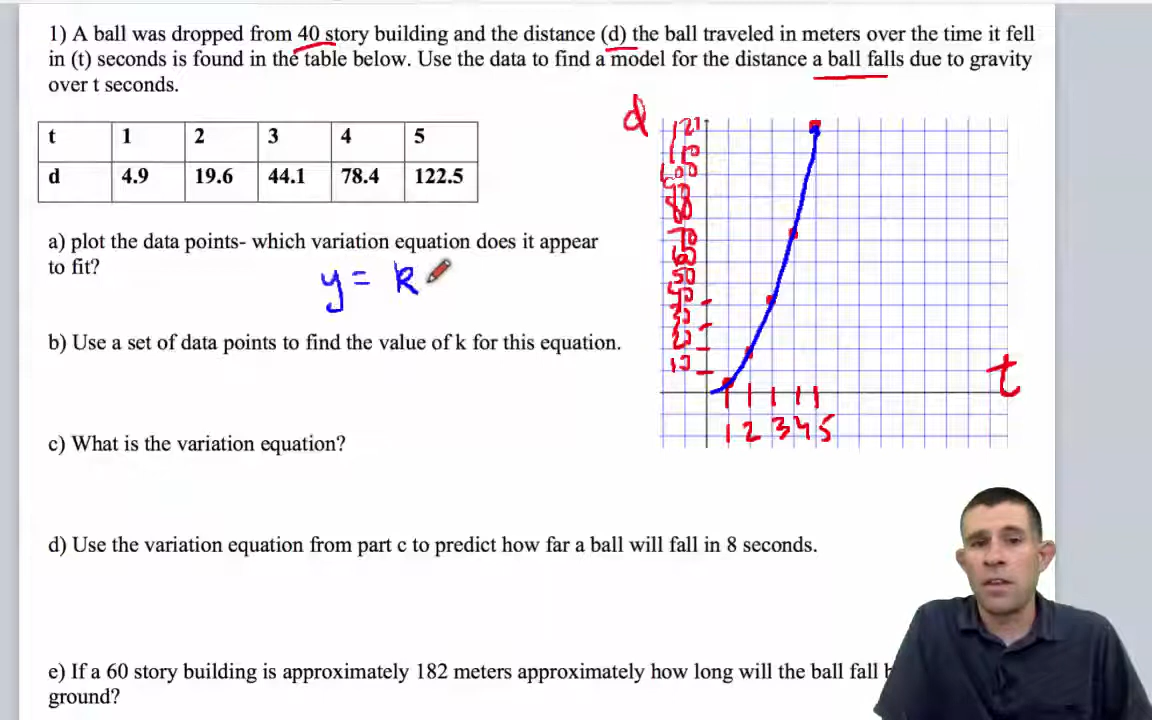 1) A ball was dropped from 40 story building and the distance (d) the ball traveled in meters over the time it fell
in (t) seconds is found in the table below. Use the data to find a model for the distance a ball falls due to gravity
over t seconds.
t 1 2 3 4 5
d 4.9 19.6 44.1 78.4 122.5
a) plot the data points- which variation equation does it appear
to fit?
y = k
b) Use a set of data points to find the value of k for this equation.
c) What is the variation equation?
d) Use the variation equation from part c to predict how far a ball will fall in 8 seconds.
e) If a 60 story building is approximately 182 meters approximately how long will the ball fall
ground?
d
t
1 2 3 4 5